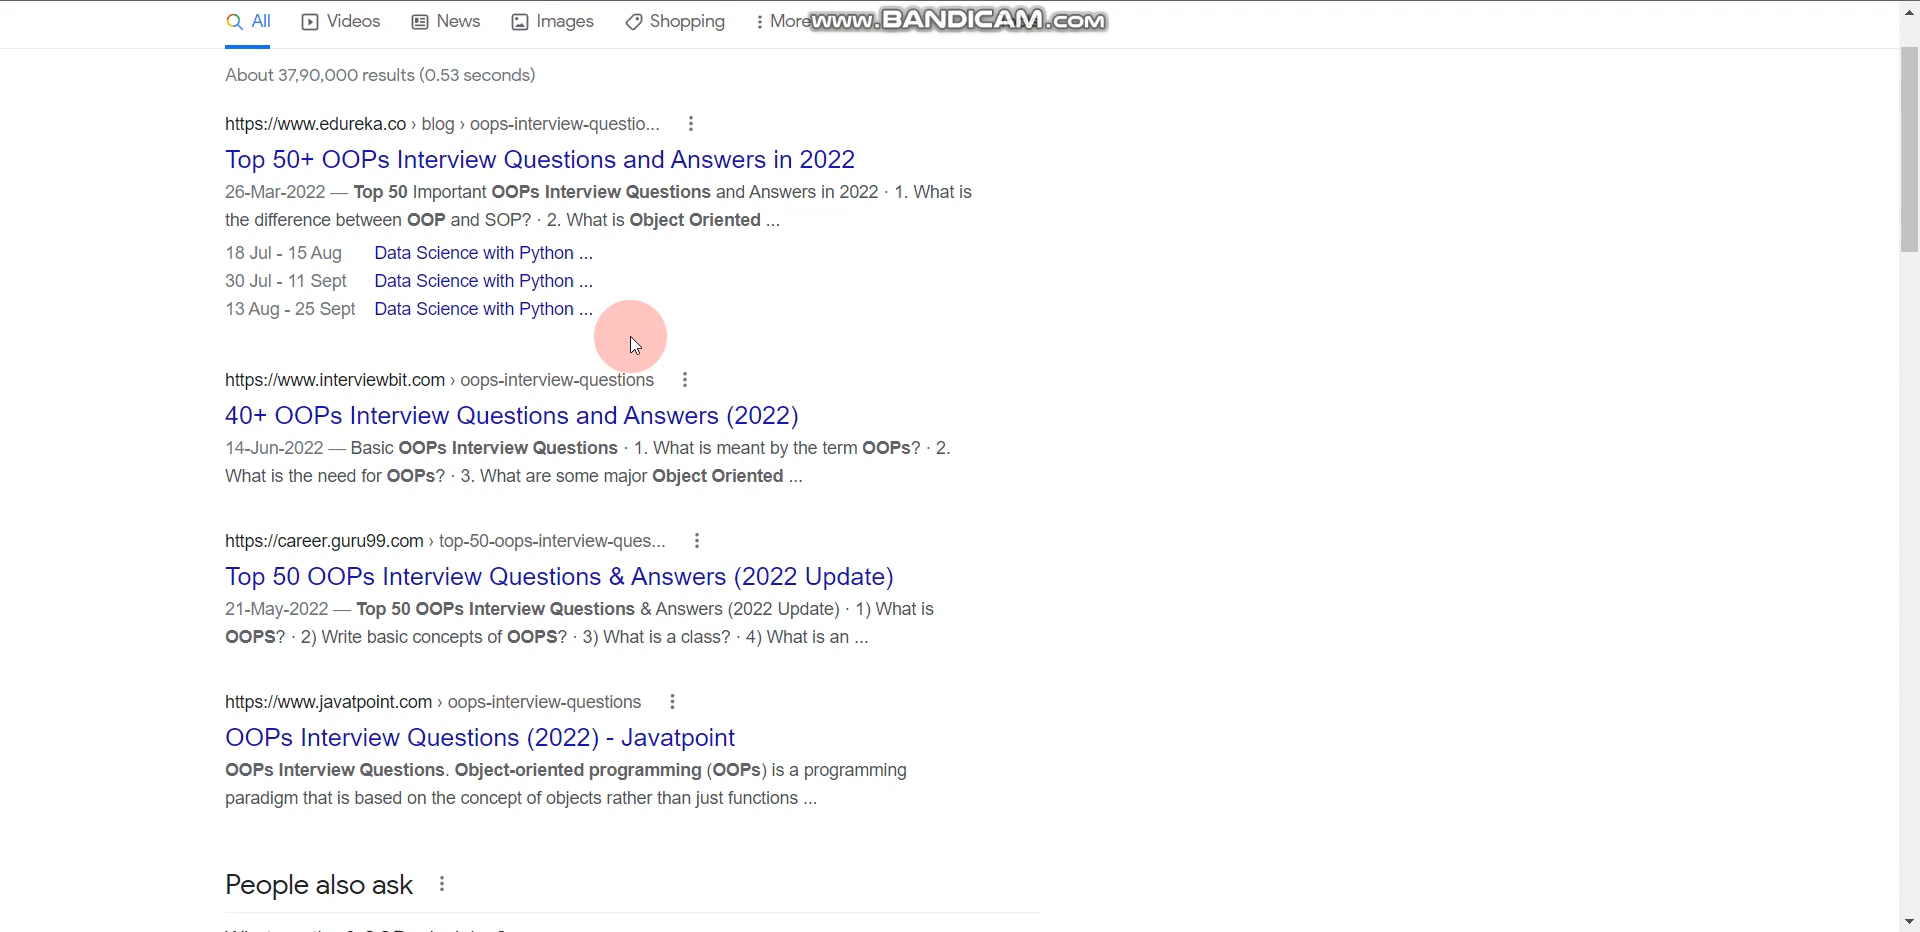 All Videos News Images Shopping More
www.BANDICAM.com
About 37,90,000 results (0.53 seconds)
https://www.edureka.co › blog › oops-interview-questio...
Top 50+ OOPs Interview Questions and Answers in 2022
26-Mar-2022 — Top 50 Important OOPs Interview Questions and Answers in 2022 · 1. What is
the difference between OOP and SOP? · 2. What is Object Oriented ...
18 Jul - 15 Aug Data Science with Python ...
30 Jul - 11 Sept Data Science with Python ...
13 Aug - 25 Sept Data Science with Python ...
https://www.interviewbit.com › oops-interview-questions
40+ OOPs Interview Questions and Answers (2022)
14-Jun-2022 — Basic OOPs Interview Questions · 1. What is meant by the term OOPs? · 2.
What is the need for OOPs? · 3. What are some major Object Oriented ...
https://career.guru99.com › top-50-oops-interview-ques...
Top 50 OOPs Interview Questions & Answers (2022 Update)
21-May-2022 — Top 50 OOPs Interview Questions & Answers (2022 Update) · 1) What is
OOPS? · 2) Write basic concepts of OOPS? · 3) What is a class? · 4) What is an ...
https://www.javatpoint.com › oops-interview-questions
OOPs Interview Questions (2022) - Javatpoint
OOPs Interview Questions. Object-oriented programming (OOPs) is a programming
paradigm that is based on the concept of objects rather than just functions ...
People also ask